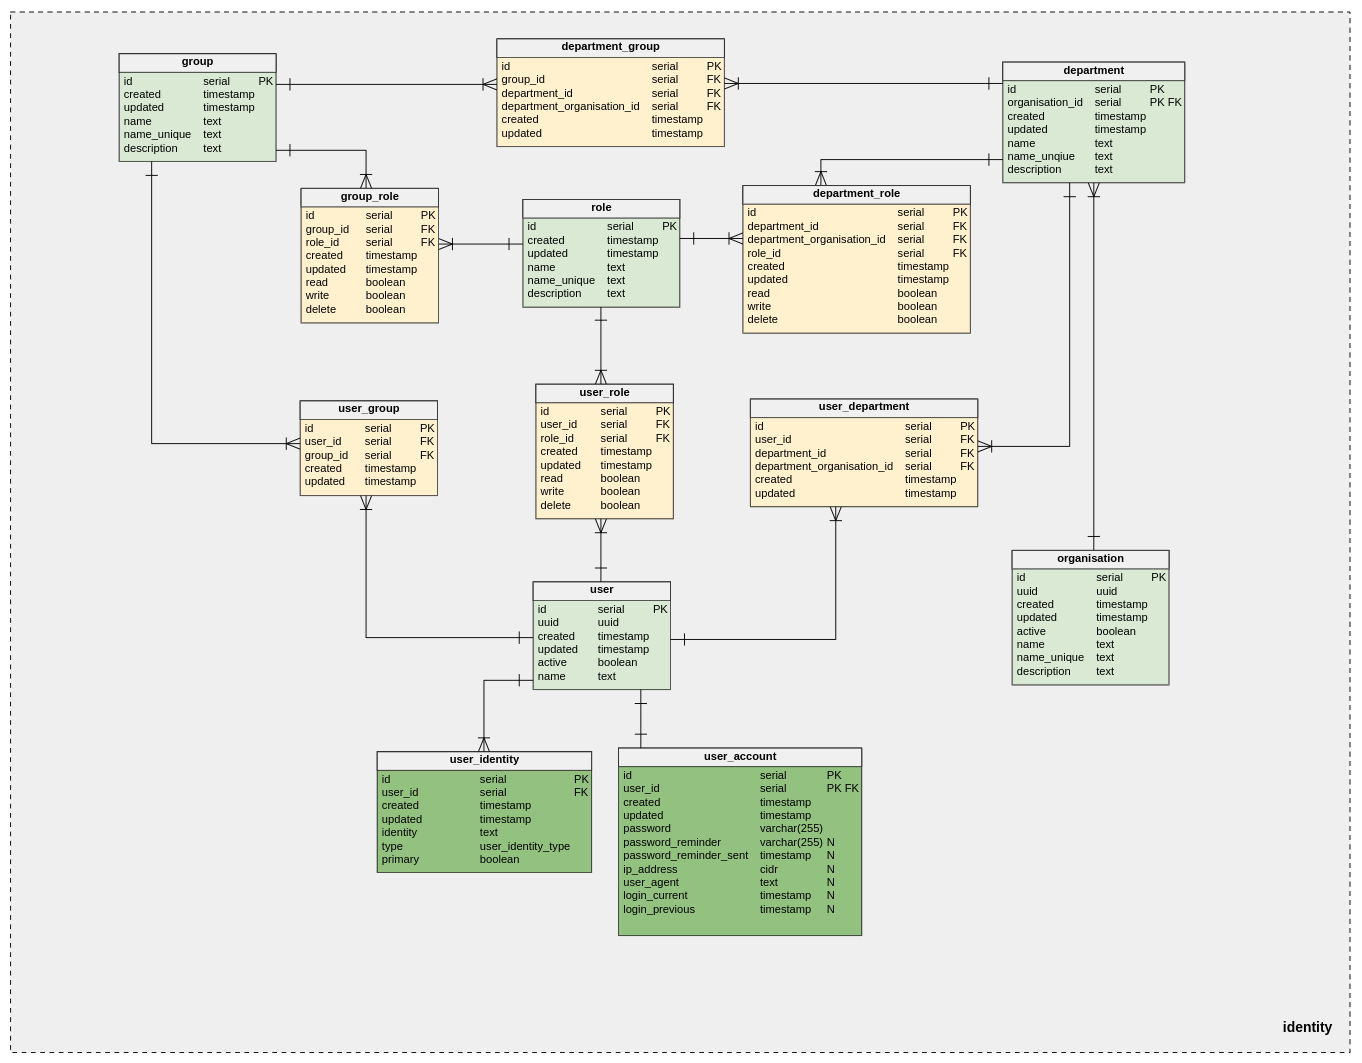 group
id serial PK
created timestamp
updated timestamp
name text
name_unique text
description text
department_group
id serial PK
group_id serial FK
department_id serial FK
department_organisation_id serial FK
created timestamp
updated timestamp
department
id serial PK
organisation_id serial PK FK
created timestamp
updated timestamp
name text
name_unqiue text
description text
group_role
id serial PK
group_id serial FK
role_id serial FK
created timestamp
updated timestamp
read boolean
write boolean
delete boolean
role
id serial PK
created timestamp
updated timestamp
name text
name_unique text
description text
department_role
id serial PK
department_id serial FK
department_organisation_id serial FK
role_id serial FK
created timestamp
updated timestamp
read boolean
write boolean
delete boolean
user_group
id serial PK
user_id serial FK
group_id serial FK
created timestamp
updated timestamp
user_role
id serial PK
user_id serial FK
role_id serial FK
created timestamp
updated timestamp
read boolean
write boolean
delete boolean
user_department
id serial PK
user_id serial FK
department_id serial FK
department_organisation_id serial FK
created timestamp
updated timestamp
organisation
id serial PK
uuid uuid
created timestamp
updated timestamp
active boolean
name text
name_unique text
description text
user
id serial PK
uuid uuid
created timestamp
updated timestamp
active boolean
name text
user_identity
id serial PK
user_id serial FK
created timestamp
updated timestamp
identity text
type user_identity_type
primary boolean
user_account
id serial PK
user_id serial PK FK
created timestamp
updated timestamp
password varchar(255)
password_reminder varchar(255) N
password_reminder_sent timestamp N
ip_address cidr N
user_agent text N
login_current timestamp N
login_previous timestamp N
identity